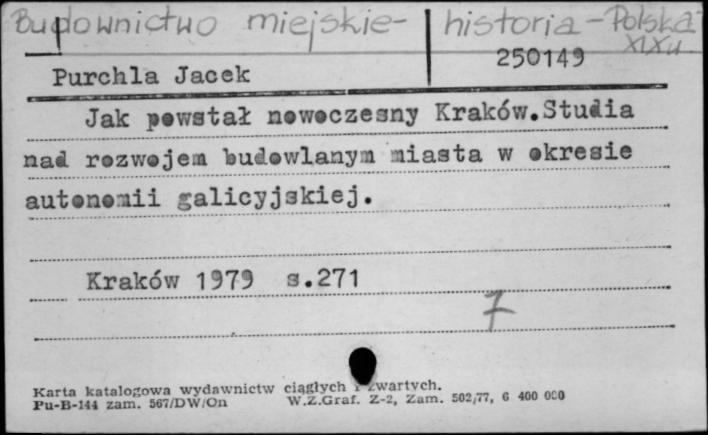 Budownictwo miejskie- historja - Polska
XIX w.
250149
Purchla Jacek
Jak powstał nowoczesny Kraków.Studia
nad rozwojem budowlanym miasta w okresie
autonomii galicyjskiej.
Kraków 1979 s.271
7
Karta katalogowa wydawnictw ciągłych i zwartych.
Pu-B-144 zam. 567/DW/On W.Z.Graf. Z-2, Zam. 502/77, 6 400 000